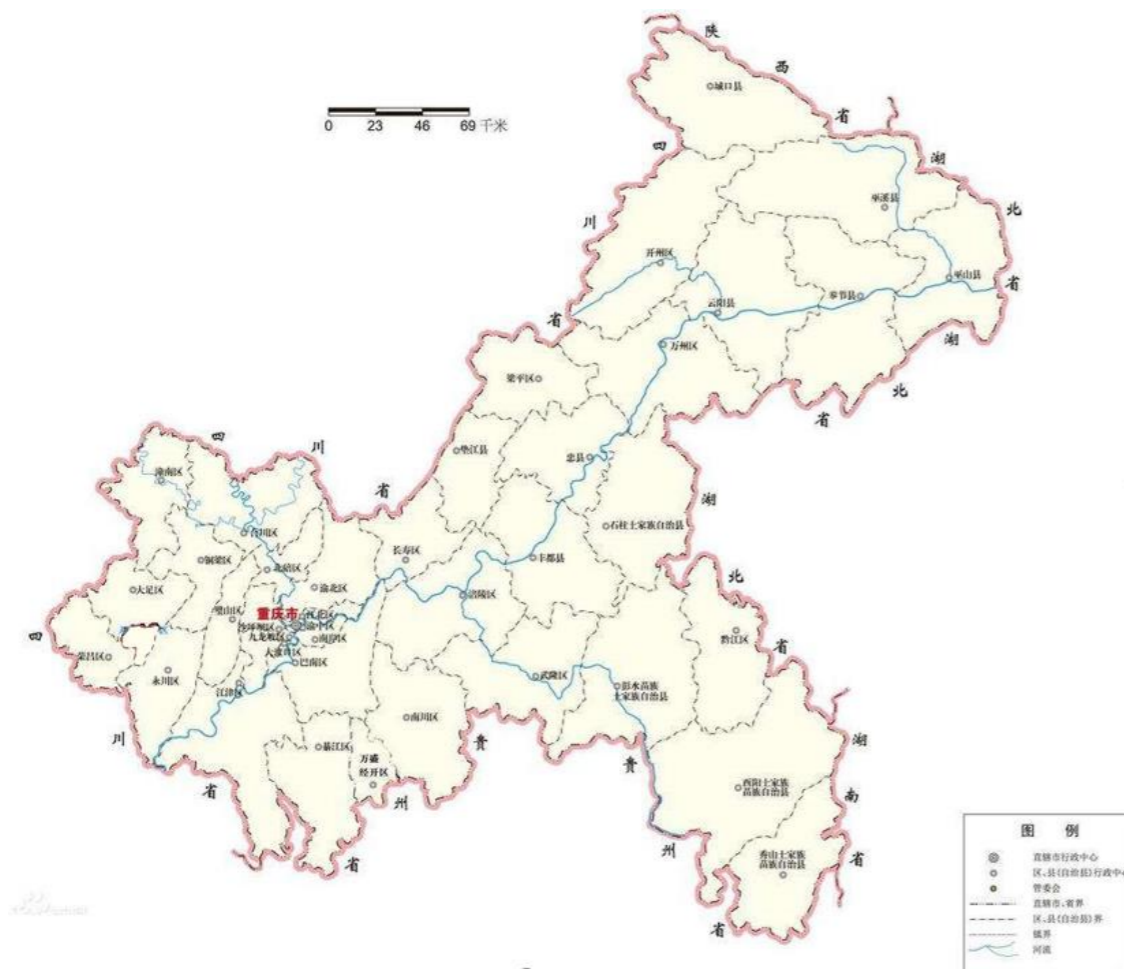 陕
西
省
城口县
0 23 46 69 千米
四
湖
北
巫溪县
川
省
开州区
巫山县
奉节县
云阳县
省
湖
万州区
梁平区
北
省
四
川
垫江县
忠县
潼南区
省
湖
石柱土家族自治县
合川区
长寿区
丰都县
铜梁区
北碚区
北
大足区
渝北区
涪陵区
重庆市
璧山区
江北区
渝中区
沙坪坝区
九龙坡区
南岸区
黔江区
四
省
大渡口区
荣昌区
巴南区
永川区
武隆区
江津区
彭水苗族
土家族自治县
南川区
川
贵
湖
綦江区
贵
万盛
经开区
省
酉阳土家族
苗族自治县
南
州
图 例
州
秀山土家族
苗族自治县
省
省
直辖市行政中心
区、县(自治县)行政中心
管委会
直辖市、省界
区、县(自治县)界
镇界
河流
省